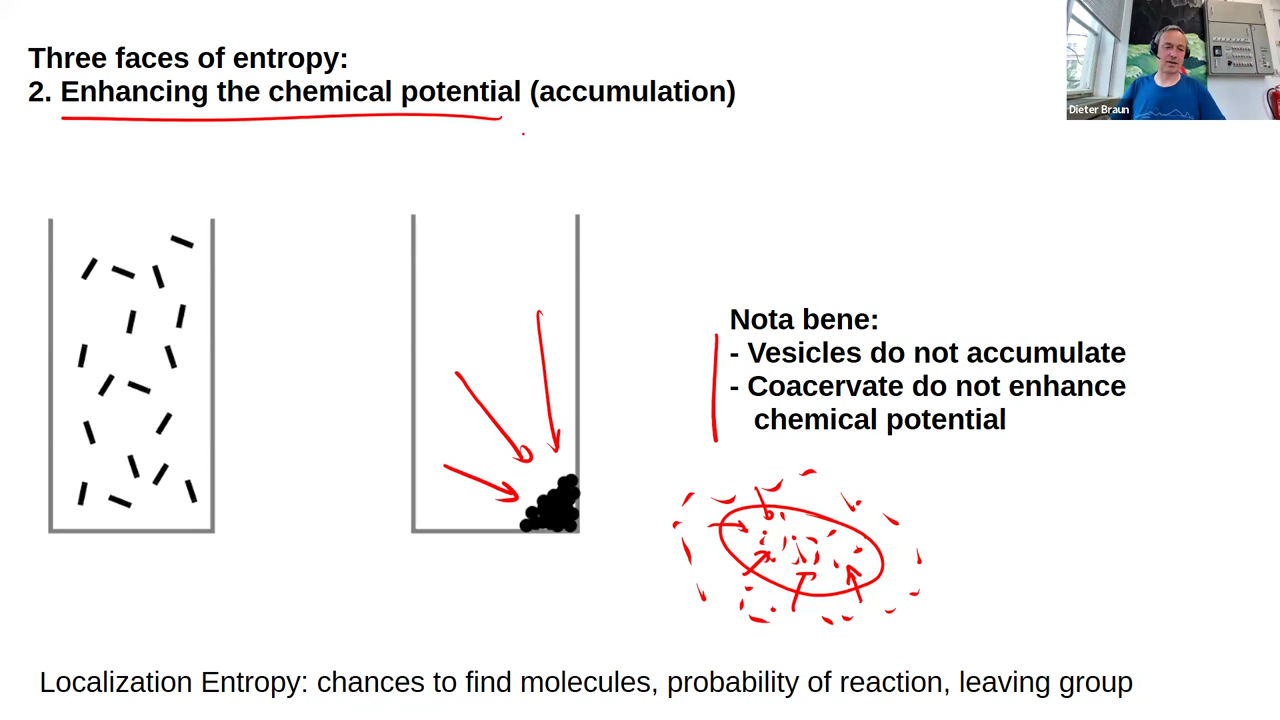 Three faces of entropy:
2. Enhancing the chemical potential (accumulation)
Dieter Braun
Nota bene:
- Vesicles do not accumulate
- Coacervate do not enhance
chemical potential
Localization Entropy: chances to find molecules, probability of reaction, leaving group